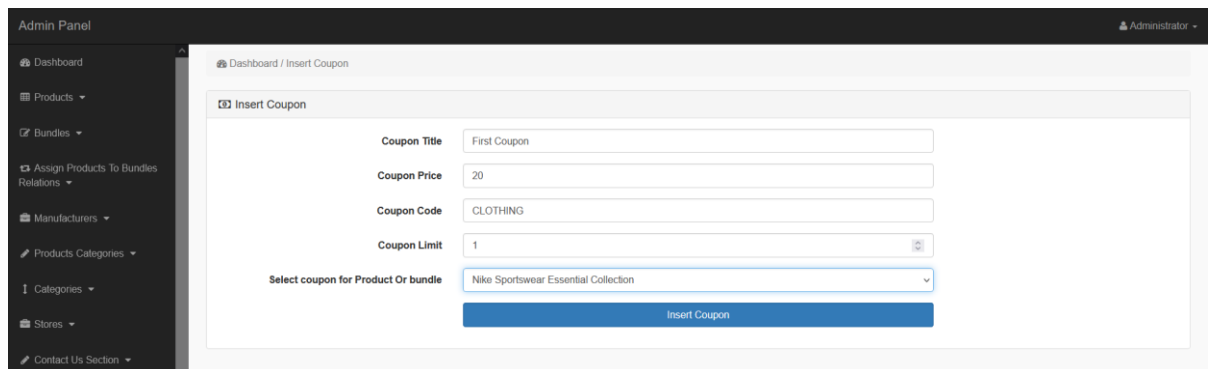 Admin Panel
Administrator
Dashboard
Products
Bundles
Assign Products To Bundles
Relations
Manufacturers
Products Categories
Categories
Stores
Contact Us Section
Dashboard / Insert Coupon
Insert Coupon
Coupon Title First Coupon
Coupon Price 20
Coupon Code CLOTHING
Coupon Limit 1
Select coupon for Product Or bundle Nike Sportswear Essential Collection
Insert Coupon